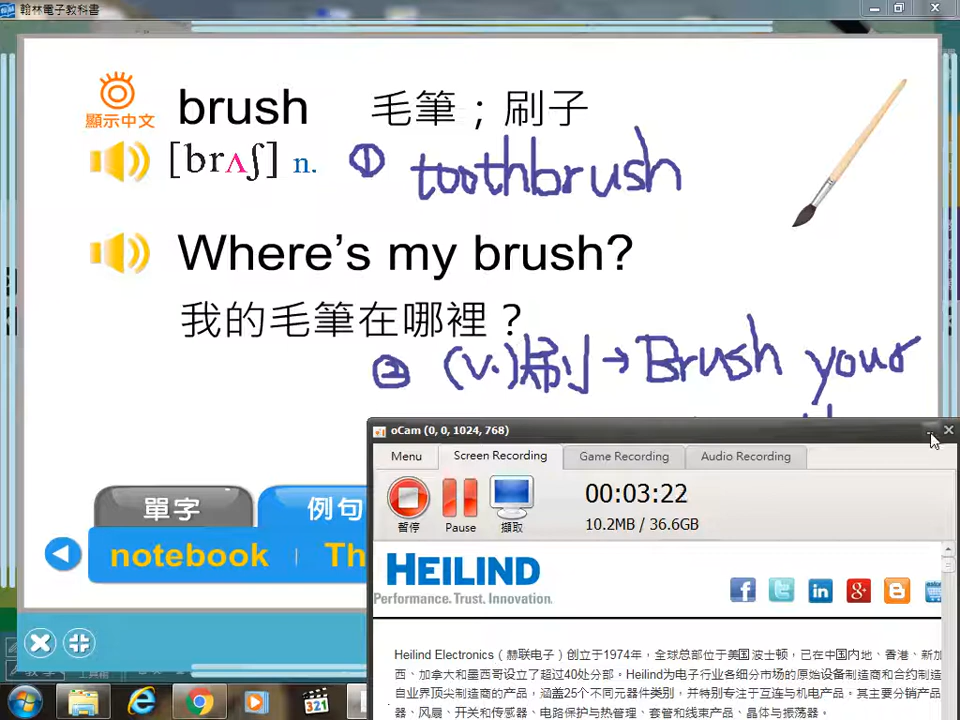 翰林電子教科書
brush 毛筆；刷子
顯示中文
[brʌʃ] n. ① toothbrush
Where's my brush?
我的毛筆在哪裡？
② (v.)刷→Brush your
oCam (0, 0, 1024, 768)
Menu Screen Recording Game Recording Audio Recording
00:03:22
10.2MB / 36.6GB
暫停 Pause 擷取
單字 例句
notebook Th
HEILIND
Performance. Trust. Innovation.
Heilind Electronics（赫联电子）创立于1974年，全球总部位于美国波士顿，己在中国内地、香港、新加
西、加拿大和墨西哥设立了超过40处分部。Heilind为电子行业各细分市场的原始设备制造商和合约制造
自业界顶尖制造商的产品，涵盖25个不同元器件类别，并特别专注于互连与机电产品。其主要分销产品
器、风扇、开关和传感器、电路保护与热管理、套管和线束产品、晶体与振荡器。
321